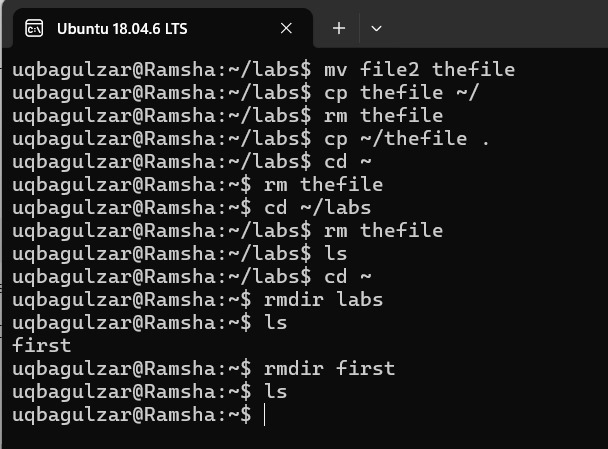 Ubuntu 18.04.6 LTS
uqbagulzar@Ramsha:~/labs$ mv file2 thefile
uqbagulzar@Ramsha:~/labs$ cp thefile ~/
uqbagulzar@Ramsha:~/labs$ rm thefile
uqbagulzar@Ramsha:~/labs$ cp ~/thefile .
uqbagulzar@Ramsha:~/labs$ cd ~
uqbagulzar@Ramsha:~$ rm thefile
uqbagulzar@Ramsha:~$ cd ~/labs
uqbagulzar@Ramsha:~/labs$ rm thefile
uqbagulzar@Ramsha:~/labs$ ls
uqbagulzar@Ramsha:~/labs$ cd ~
uqbagulzar@Ramsha:~$ rmdir labs
uqbagulzar@Ramsha:~$ ls
first
uqbagulzar@Ramsha:~$ rmdir first
uqbagulzar@Ramsha:~$ ls
uqbagulzar@Ramsha:~$